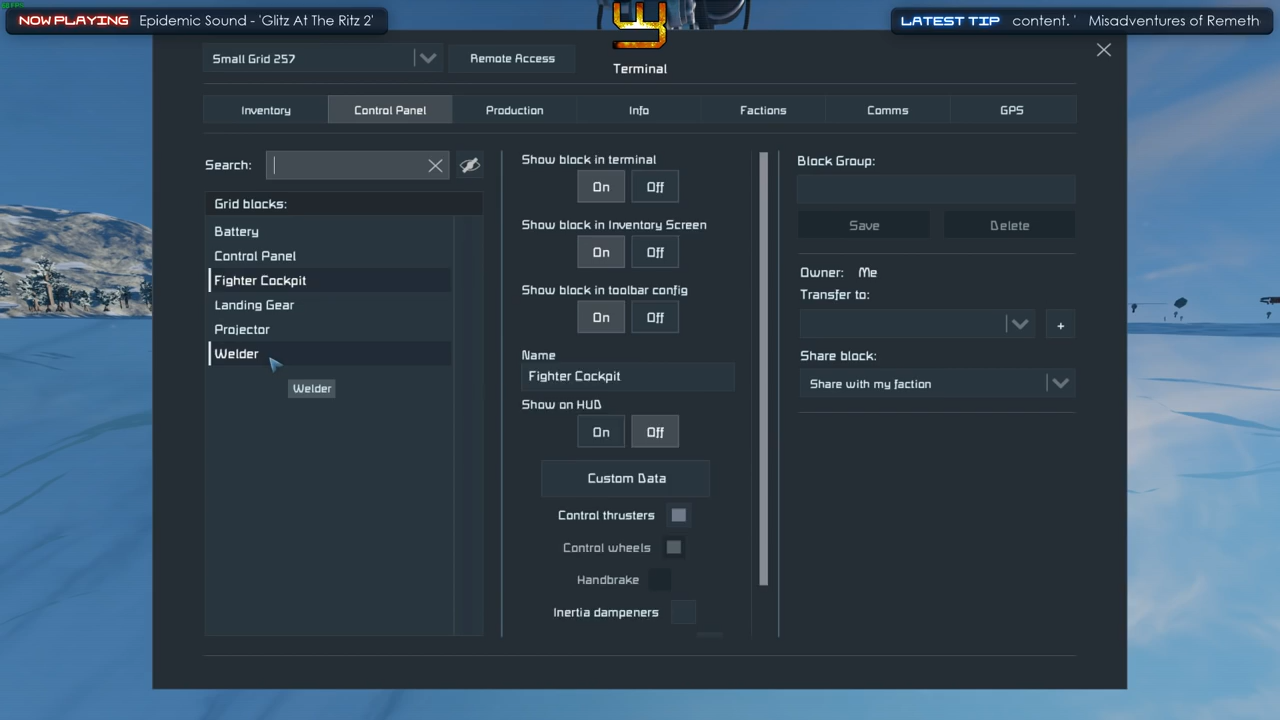 NOW PLAYING Epidemic Sound - 'Glitz At The Ritz 2'
LATEST TIP content. ' Misadventures of Remeth
Small Grid 257
Remote Access
Terminal
Inventory
Control Panel
Production
Info
Factions
Comms
GPS
Search:
Grid blocks:
Battery
Control Panel
Fighter Cockpit
Landing Gear
Projector
Welder
Welder
Show block in terminal
On Off
Show block in Inventory Screen
On Off
Show block in toolbar config
On Off
Name
Fighter Cockpit
Show on HUD
On Off
Custom Data
Control thrusters
Control wheels
Handbrake
Inertia dampeners
Block Group:
Save Delete
Owner: Me
Transfer to:
+
Share block:
Share with my faction